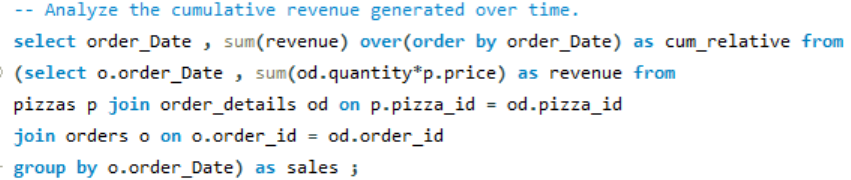 -- Analyze the cumulative revenue generated over time.
select order_Date , sum(revenue) over(order by order_Date) as cum_relative from
(select o.order_Date , sum(od.quantity*p.price) as revenue from
pizzas p join order_details od on p.pizza_id = od.pizza_id
join orders o on o.order_id = od.order_id
group by o.order_Date) as sales ;